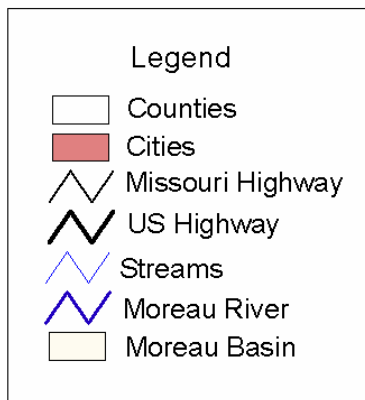 Legend
Counties
Cities
Missouri Highway
US Highway
Streams
Moreau River
Moreau Basin